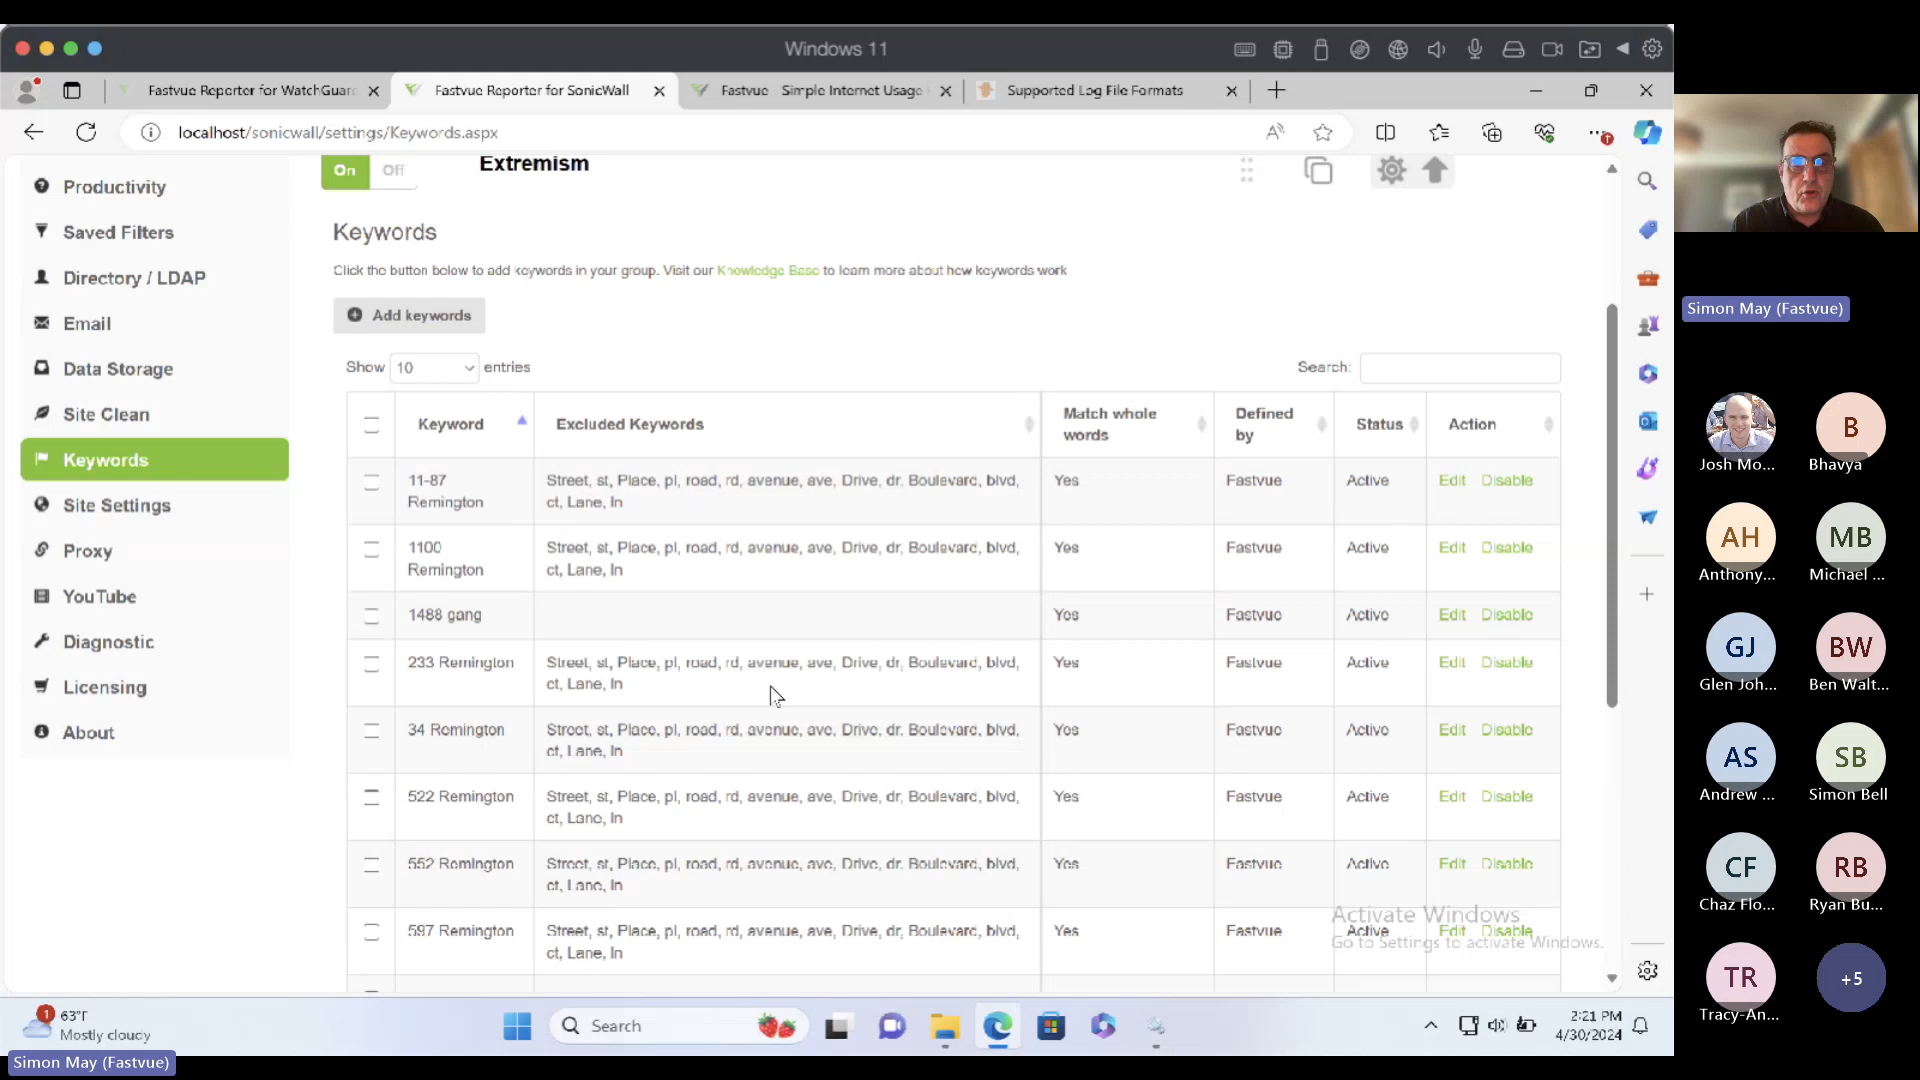 Windows 11
Fastvue Reporter for WatchGuar
Fastvue Reporter for SonicWall
Fastvue
Simple Internet Usage
Supported Log File Formats
localhost/sonicwall/settings/Keywords.aspx
Productivity
Saved Filters
Directory / LDAP
Email
Data Storage
Site Clean
Keywords
Site Settings
Proxy
YouTube
Diagnostic
Licensing
About
On Off Extremism
Keywords
Click the button below to add keywords in your group. Visit our Knowledge Base to learn more about how keywords work
Add keywords
Show 10 entries
Search:
Keyword
Excluded Keywords
Match whole
words
Defined
by
Status
Action
11-87
Remington
Street, st, Place, pl, road, rd, avenue, ave, Drive, dr, Boulevard, blvd,
ct, Lane, ln
Yes
Fastvue
Active
Edit Disable
1100
Remington
Street, st, Place, pl, road, rd, avenue, ave, Drive, dr, Boulevard, blvd,
ct, Lane, ln
Yes
Fastvue
Active
Edit Disable
1488 gang
Yes
Fastvue
Active
Edit Disable
233 Remington
Street, st, Place, pl, road, rd, avenue, ave, Drive, dr, Boulevard, blvd,
ct, Lane, ln
Yes
Fastvue
Active
Edit Disable
34 Remington
Street, st, Place, pl, road, rd, avenue, ave, Drive, dr, Boulevard, blvd,
ct, Lane, ln
Yes
Fastvue
Active
Edit Disable
522 Remington
Street, st, Place, pl, road, rd, avenue, ave, Drive, dr, Boulevard, blvd,
ct, Lane, ln
Yes
Fastvue
Active
Edit Disable
552 Remington
Street, st, Place, pl, road, rd, avenue, ave, Drive, dr, Boulevard, blvd,
ct, Lane, ln
Yes
Fastvue
Active
Edit Disable
597 Remington
Street, st, Place, pl, road, rd, avenue, ave, Drive, dr, Boulevard, blvd,
ct, Lane, ln
Yes
Fastvue
Active
Edit Disable
Activate Windows
Go to Settings to activate Windows.
1
63°F
Mostly cloudy
Search
2:21 PM
4/30/2024
Simon May (Fastvue)
Simon May (Fastvue)
Josh Mo...
B
Bhavya
AH
Anthony...
MB
Michael ...
GJ
Glen Joh...
BW
Ben Walt...
AS
Andrew ...
SB
Simon Bell
CF
Chaz Flo...
RB
Ryan Bu...
TR
Tracy-An...
+5